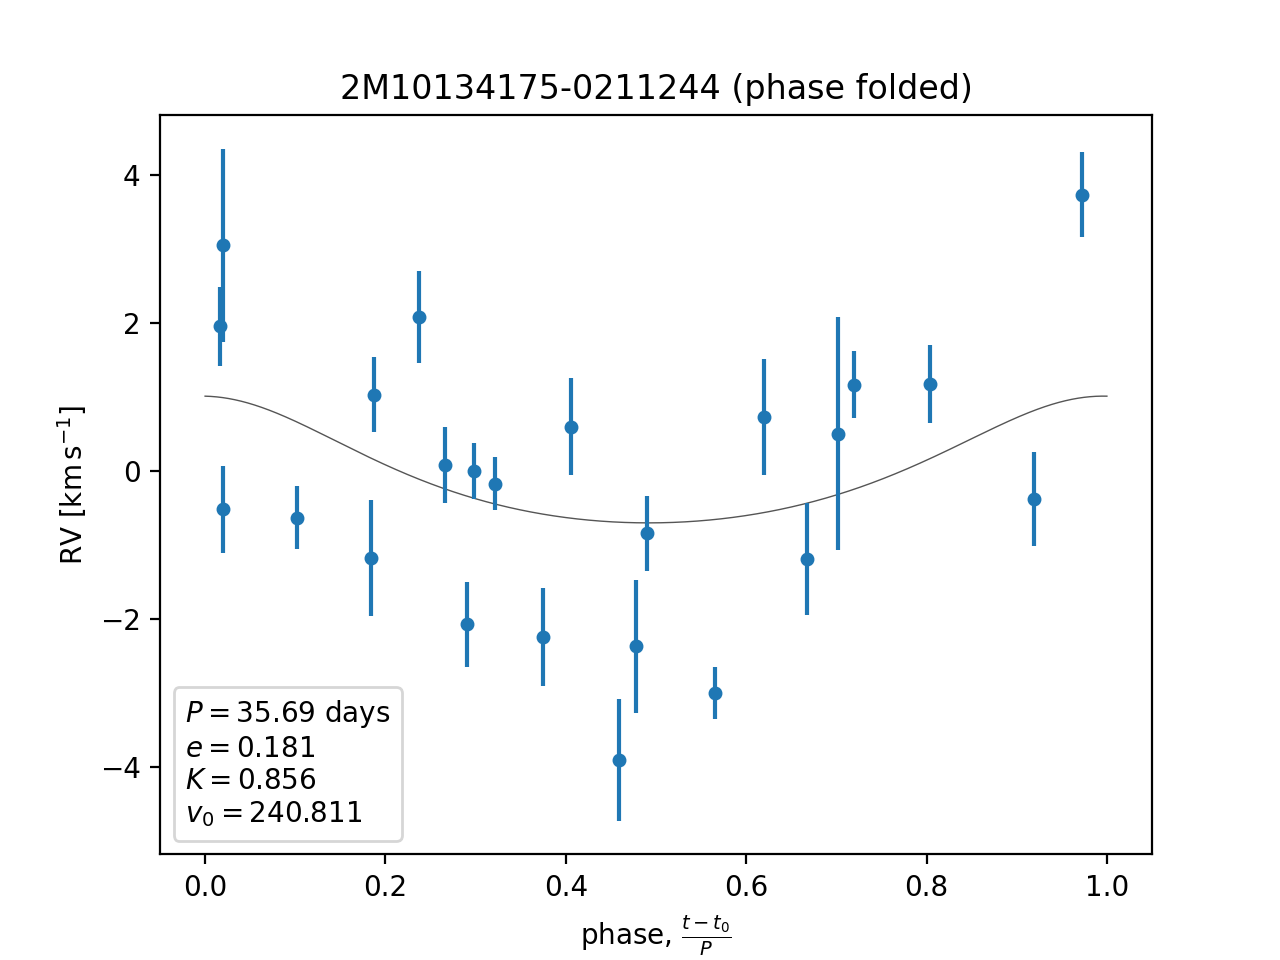 2M10134175-0211244 (phase folded)
RV [km s⁻¹]
4
2
0
−2
−4
P = 35.69 days
e = 0.181
K = 0.856
v₀ = 240.811
0.0 0.2 0.4 0.6 0.8 1.0
phase, (t − t₀)/P